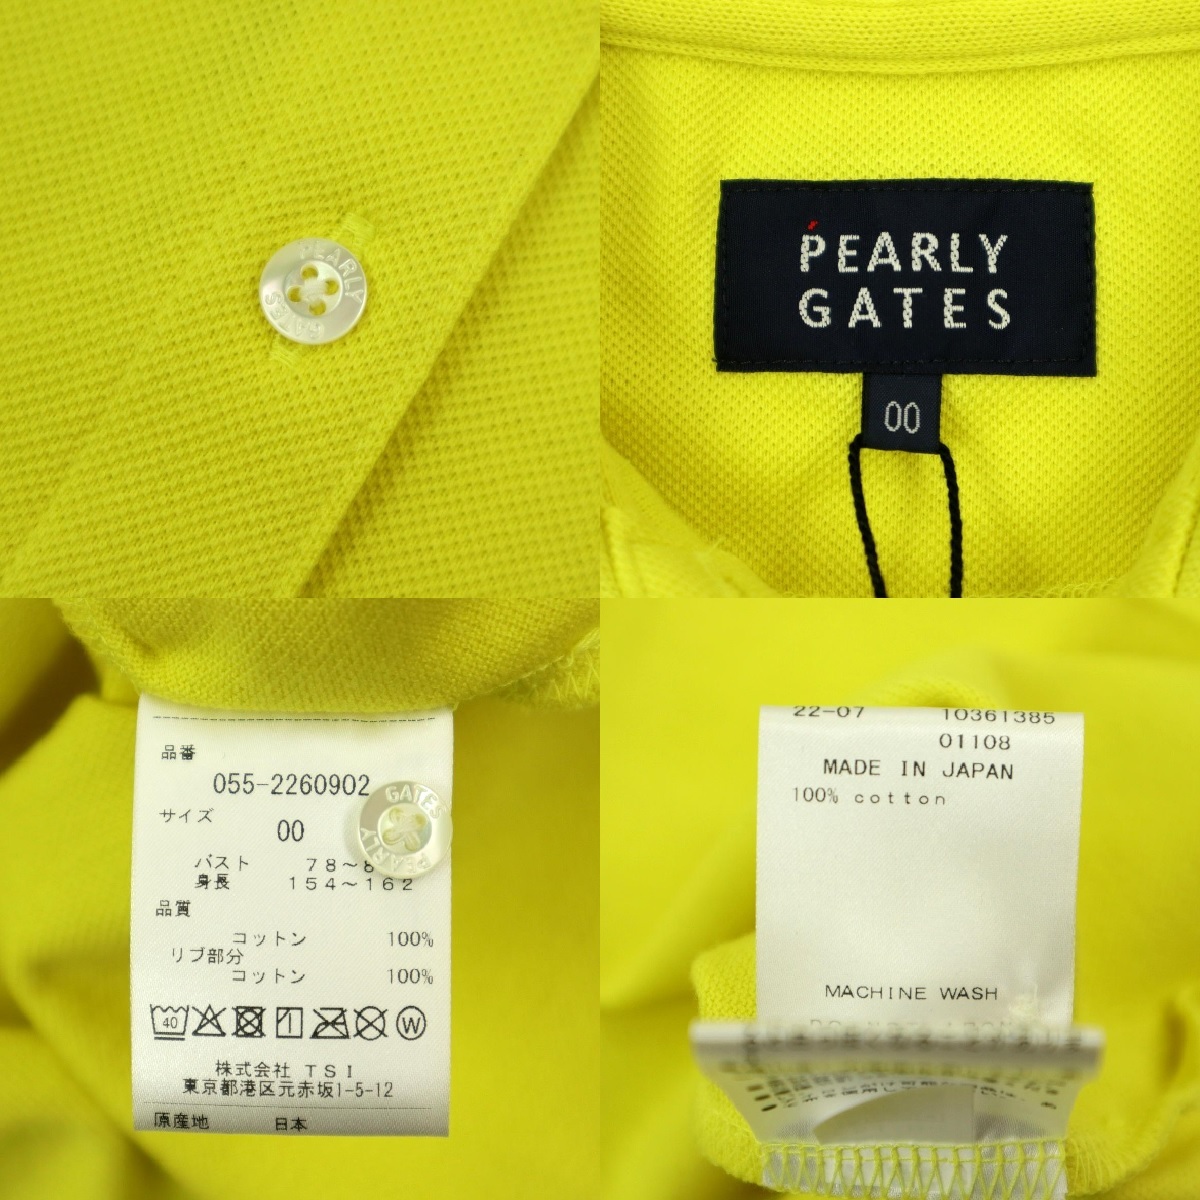 PEARLY
GATES
PEARLY
GATES
00
品番
055-2260902
サイズ
00
GATES
PEARLY
バスト 78～8
身長 154～162
品質
コットン 100%
リブ部分
コットン 100%
40
W
株式会社 TSI
東京都港区元赤坂1-5-12
原産地 日本
22-07 10361385
01108
MADE IN JAPAN
100% cotton
MACHINE WASH